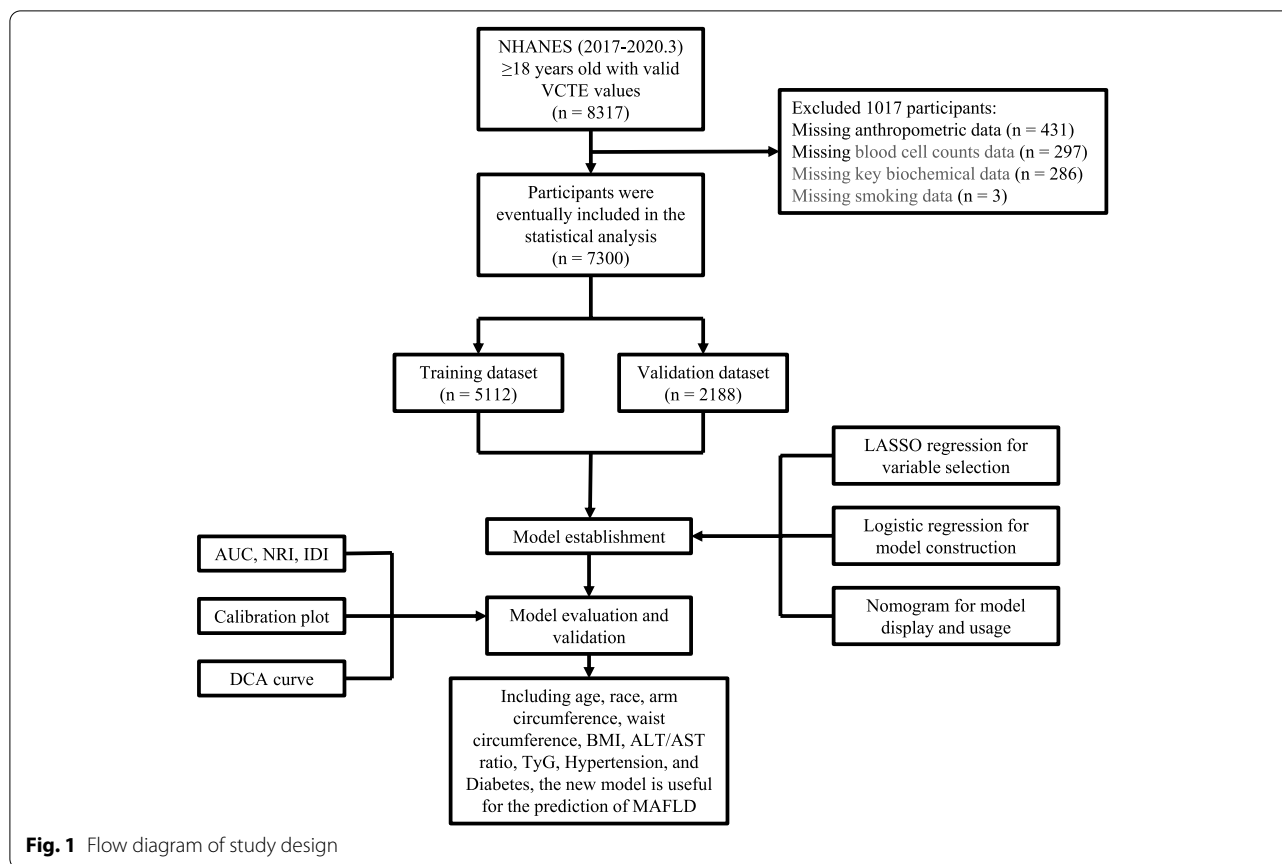 NHANES (2017-2020.3)
≥18 years old with valid
VCTE values
(n = 8317)
Excluded 1017 participants:
Missing anthropometric data (n = 431)
Missing blood cell counts data (n = 297)
Missing key biochemical data (n = 286)
Missing smoking data (n = 3)
Participants were
eventually included in the
statistical analysis
(n = 7300)
Training dataset
(n = 5112)
Validation dataset
(n = 2188)
LASSO regression for
variable selection
Logistic regression for
model construction
Nomogram for model
display and usage
Model establishment
AUC, NRI, IDI
Calibration plot
DCA curve
Model evaluation and
validation
Including age, race, arm
circumference, waist
circumference, BMI, ALT/AST
ratio, TyG, Hypertension, and
Diabetes, the new model is useful
for the prediction of MAFLD
Fig. 1 Flow diagram of study design